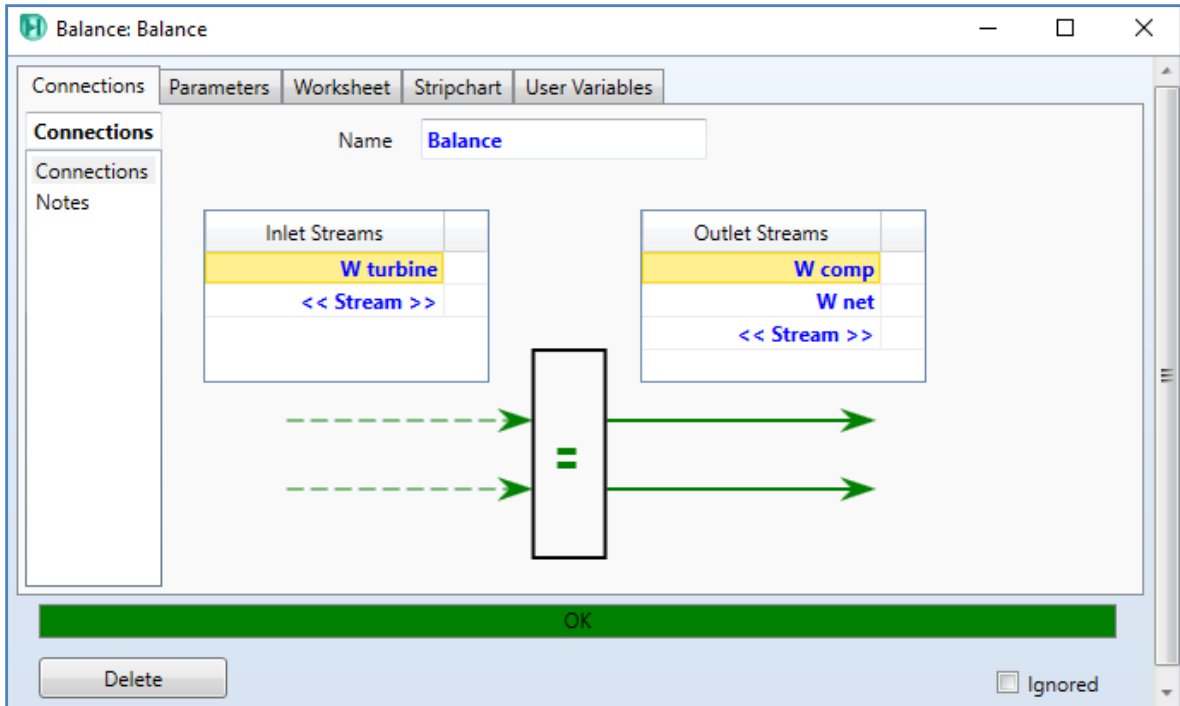 Balance: Balance
Connections Parameters Worksheet Stripchart User Variables
Connections
Connections
Notes
Name Balance
Inlet Streams
W turbine
<< Stream >>
Outlet Streams
W comp
W net
<< Stream >>
=
OK
Delete
Ignored